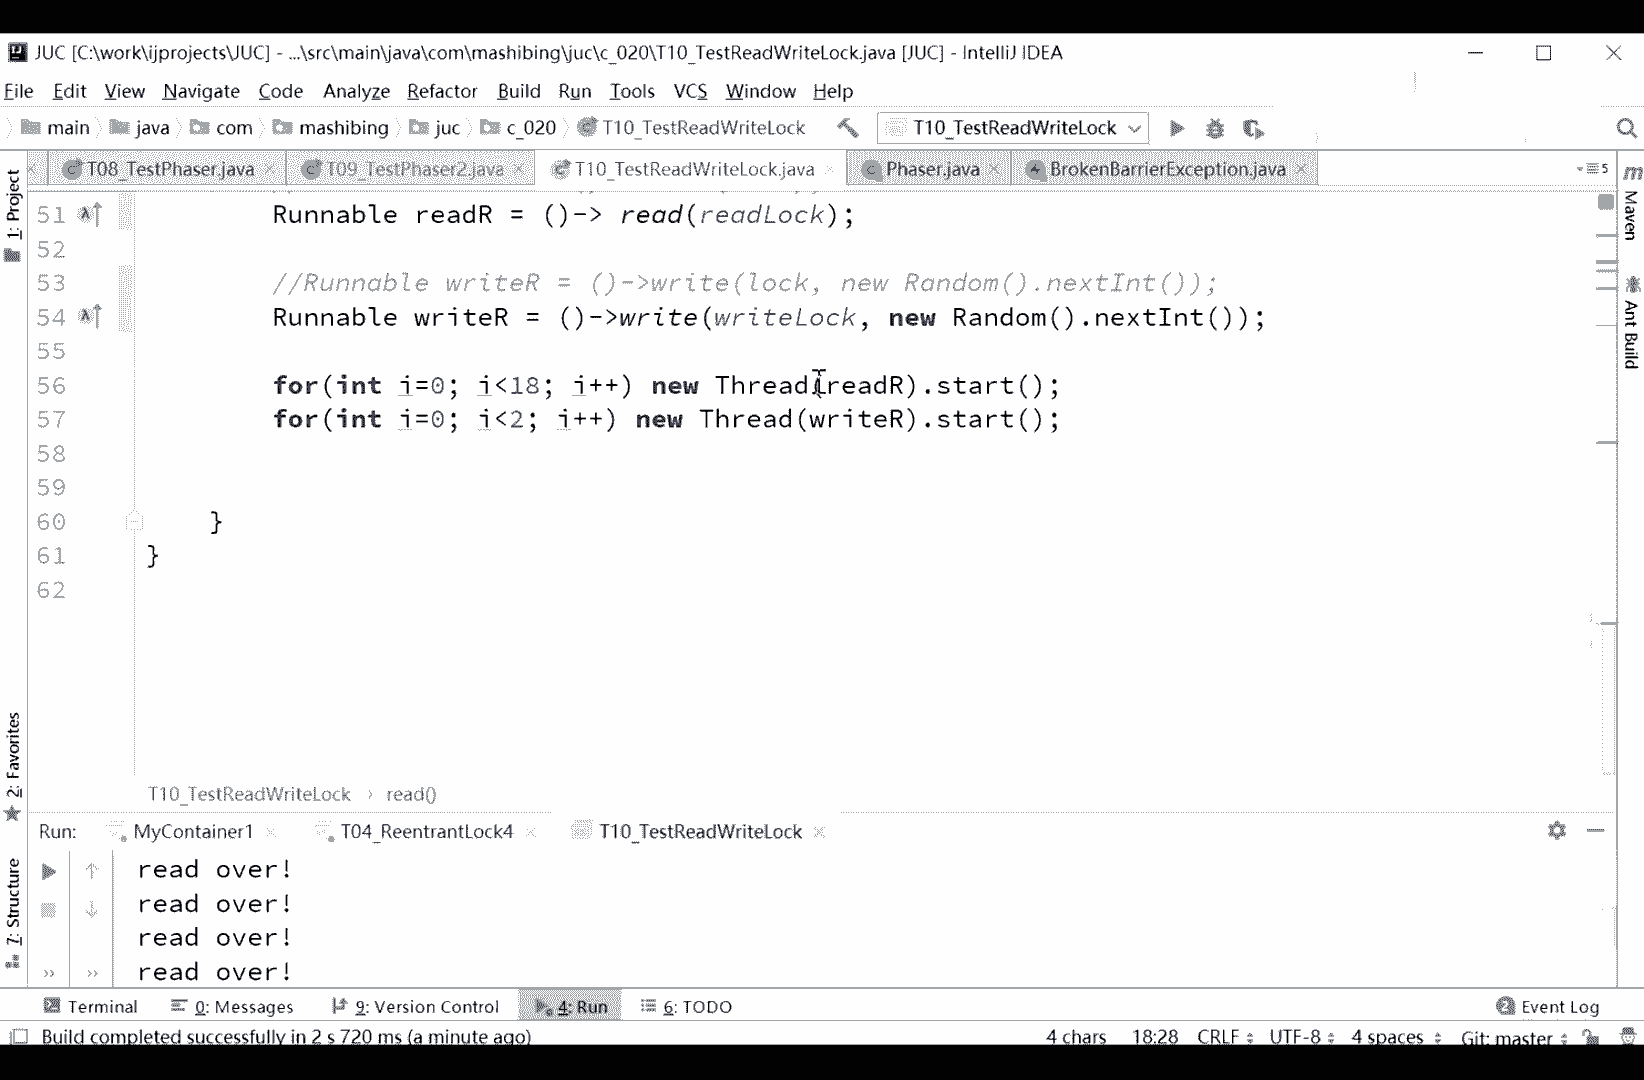 JUC [C:\work\ijprojects\JUC] - ...\src\main\java\com\mashibing\juc\c_020\T10_TestReadWriteLock.java [JUC] - IntelliJ IDEA
File Edit View Navigate Code Analyze Refactor Build Run Tools VCS Window Help
main java com mashibing juc c_020 T10_TestReadWriteLock T10_TestReadWriteLock
T08_TestPhaser.java T09_TestPhaser2.java T10_TestReadWriteLock.java Phaser.java BrokenBarrierException.java 5
1: Project
Maven
Ant Build
51 Runnable readR = ()-> read(readLock);
52
53 //Runnable writeR = ()->write(lock, new Random().nextInt());
54 Runnable writeR = ()->write(writeLock, new Random().nextInt());
55
56 for(int i=0; i<18; i++) new Thread(readR).start();
57 for(int i=0; i<2; i++) new Thread(writeR).start();
58
59
60 }
61 }
62
2: Favorites
7: Structure
T10_TestReadWriteLock › read()
Run: MyContainer1 T04_ReentrantLock4 T10_TestReadWriteLock
read over!
read over!
read over!
read over!
Terminal 0: Messages 9: Version Control 4: Run 6: TODO 2 Event Log
Build completed successfully in 2 s 720 ms (a minute ago) 4 chars 18:28 CRLF UTF-8 4 spaces Git: master